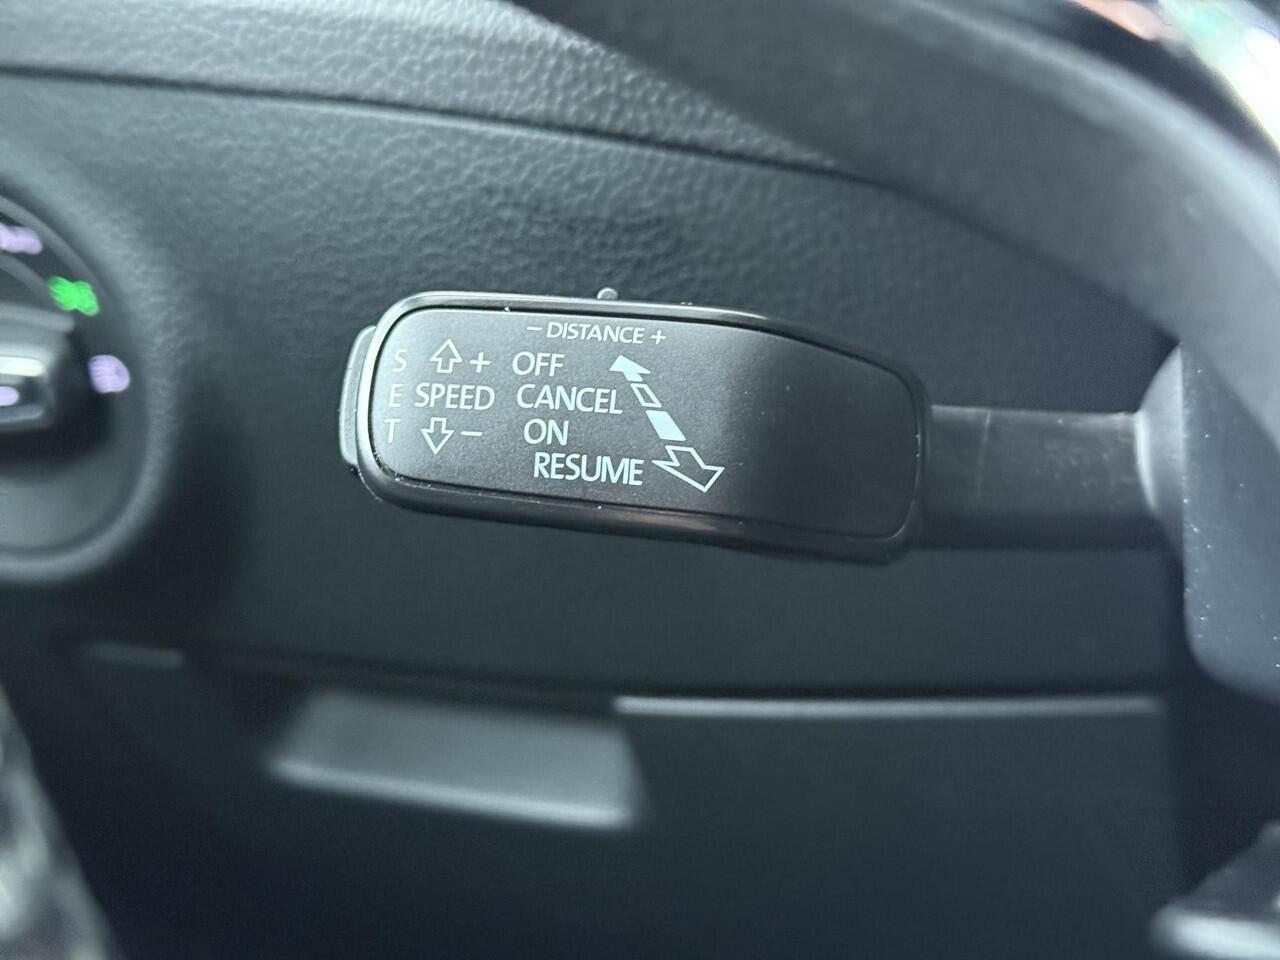 − DISTANCE +
S + OFF
E SPEED CANCEL
T − ON
RESUME